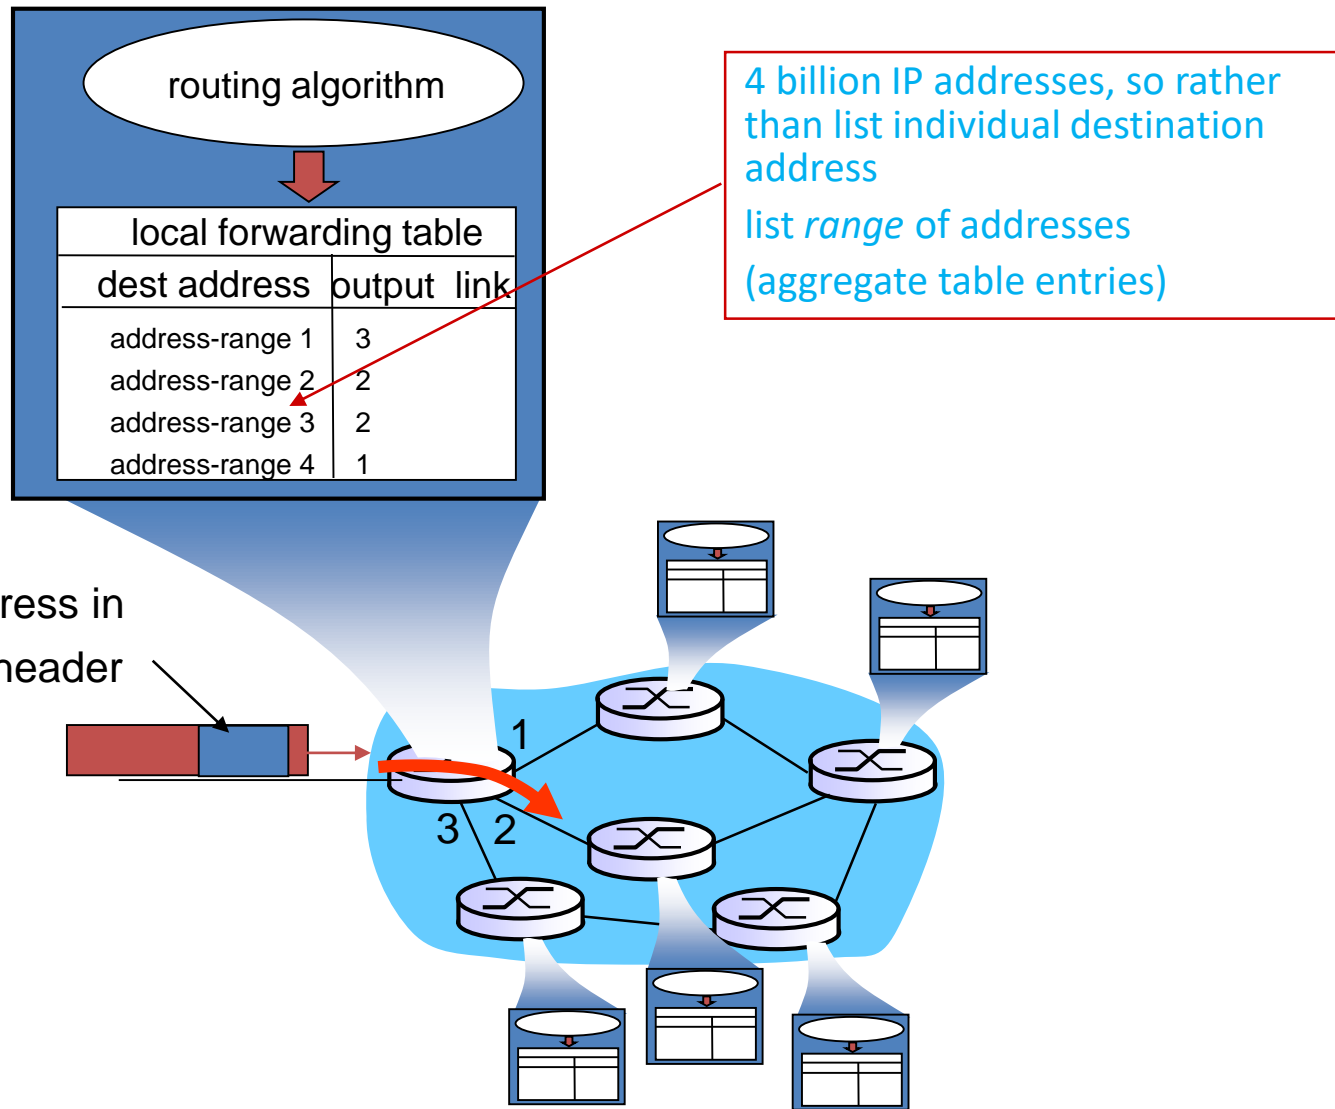 routing algorithm
local forwarding table
dest address output link
address-range 1 3
address-range 2 2
address-range 3 2
address-range 4 1
4 billion IP addresses, so rather
than list individual destination
address
list range of addresses
(aggregate table entries)
ress in
header
1
3 2